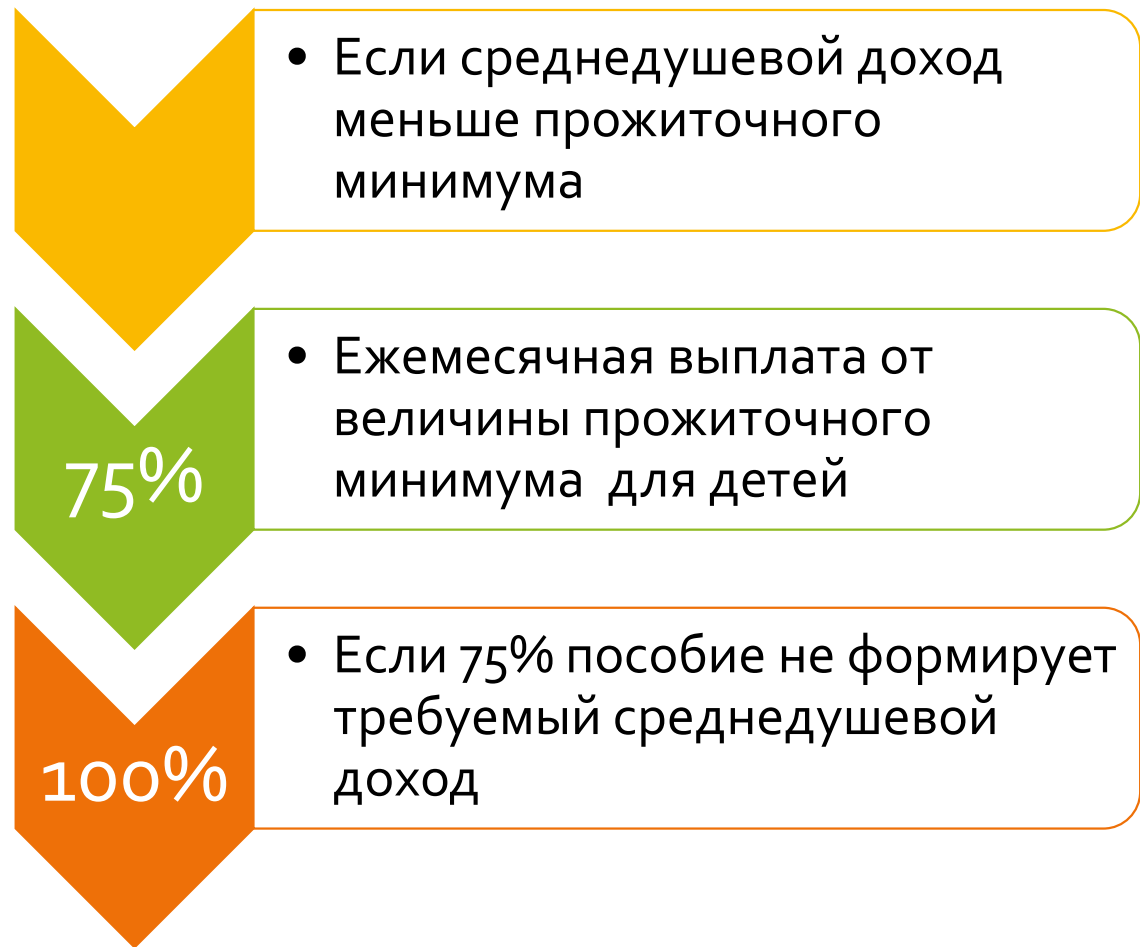 • Если среднедушевой доход
меньше прожиточного
минимума
75%
• Ежемесячная выплата от
величины прожиточного
минимума для детей
100%
• Если 75% пособие не формирует
требуемый среднедушевой
доход